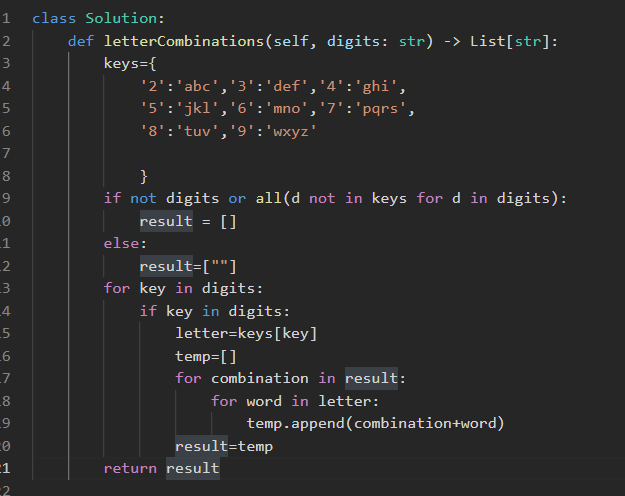 1 class Solution:
2     def letterCombinations(self, digits: str) -> List[str]:
3         keys={
4             '2':'abc','3':'def','4':'ghi',
5             '5':'jkl','6':'mno','7':'pqrs',
6             '8':'tuv','9':'wxyz'
7
8             }
9         if not digits or all(d not in keys for d in digits):
0             result = []
1         else:
2             result=[""]
3         for key in digits:
4             if key in digits:
5                 letter=keys[key]
6                 temp=[]
7                 for combination in result:
8                     for word in letter:
9                         temp.append(combination+word)
20                 result=temp
21         return result
22